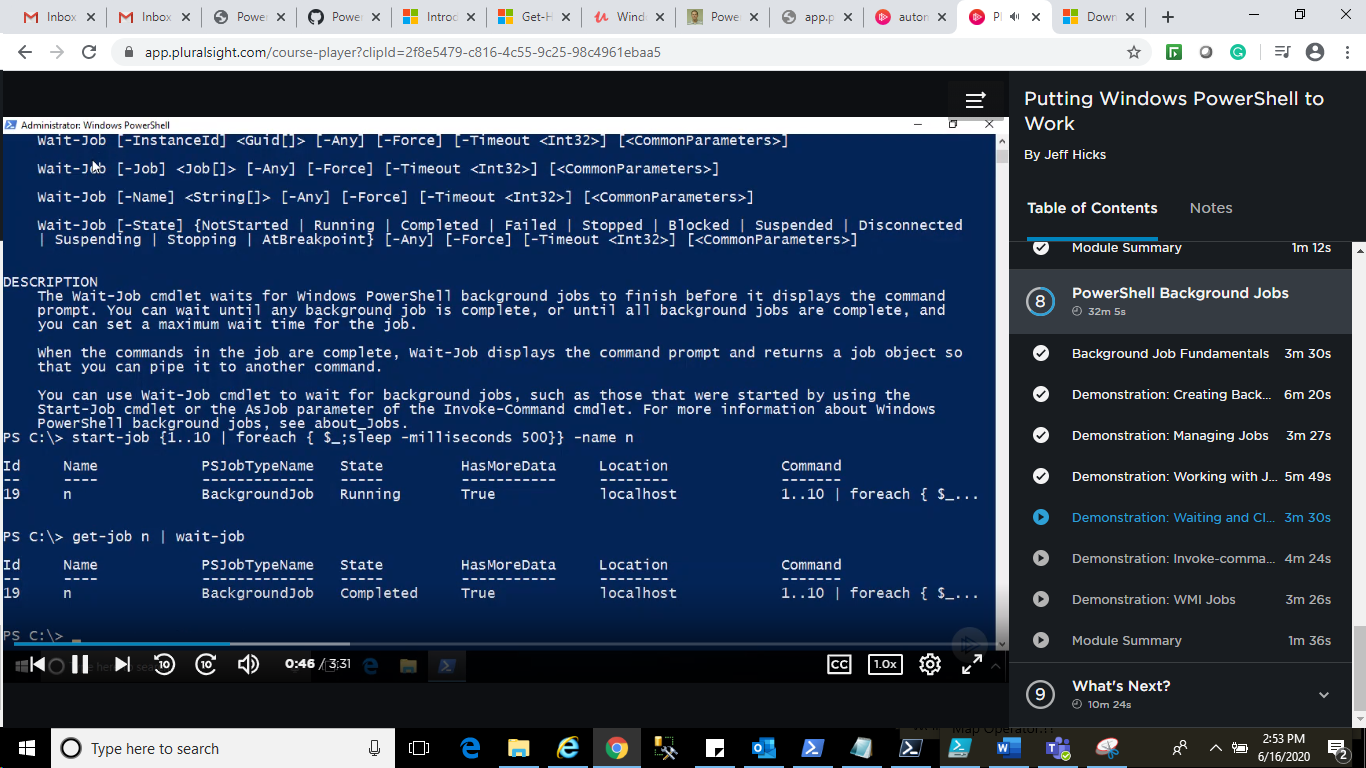 Inbox
Inbox
Power
Power
Introd
Get-H
Wind
Powe
app.p
auton
Pl
Down
app.pluralsight.com/course-player?clipId=2f8e5479-c816-4c55-9c25-98c4961ebaa5
Administrator: Windows PowerShell
Wait-Job [-InstanceId] <Guid[]> [-Any] [-Force] [-Timeout <Int32>] [<CommonParameters>]
Wait-Job [-Job] <Job[]> [-Any] [-Force] [-Timeout <Int32>] [<CommonParameters>]
Wait-Job [-Name] <String[]> [-Any] [-Force] [-Timeout <Int32>] [<CommonParameters>]
Wait-Job [-State] {NotStarted | Running | Completed | Failed | Stopped | Blocked | Suspended | Disconnected
| Suspending | Stopping | AtBreakpoint} [-Any] [-Force] [-Timeout <Int32>] [<CommonParameters>]
DESCRIPTION
The Wait-Job cmdlet waits for Windows PowerShell background jobs to finish before it displays the command
prompt. You can wait until any background job is complete, or until all background jobs are complete, and
you can set a maximum wait time for the job.
When the commands in the job are complete, Wait-Job displays the command prompt and returns a job object so
that you can pipe it to another command.
You can use Wait-Job cmdlet to wait for background jobs, such as those that were started by using the
Start-Job cmdlet or the AsJob parameter of the Invoke-Command cmdlet. For more information about Windows
PowerShell background jobs, see about_Jobs.
PS C:\> start-job {1..10 | foreach { $_;sleep -milliseconds 500}} -name n
Id Name PSJobTypeName State HasMoreData Location Command
-- ---- ------------- ----- ----------- -------- -------
19 n BackgroundJob Running True localhost 1..10 | foreach { $_...
PS C:\> get-job n | wait-job
Id Name PSJobTypeName State HasMoreData Location Command
-- ---- ------------- ----- ----------- -------- -------
19 n BackgroundJob Completed True localhost 1..10 | foreach { $_...
PS C:\> _
10
10
0:46 / 3:31
CC
1.0x
Putting Windows PowerShell to
Work
By Jeff Hicks
Table of Contents
Notes
Module Summary 1m 12s
8
PowerShell Background Jobs
32m 5s
Background Job Fundamentals 3m 30s
Demonstration: Creating Back... 6m 20s
Demonstration: Managing Jobs 3m 27s
Demonstration: Working with J... 5m 49s
Demonstration: Waiting and Cl... 3m 30s
Demonstration: Invoke-comma... 4m 24s
Demonstration: WMI Jobs 3m 26s
Module Summary 1m 36s
9
What's Next?
10m 24s
Type here to search
2:53 PM
6/16/2020
2